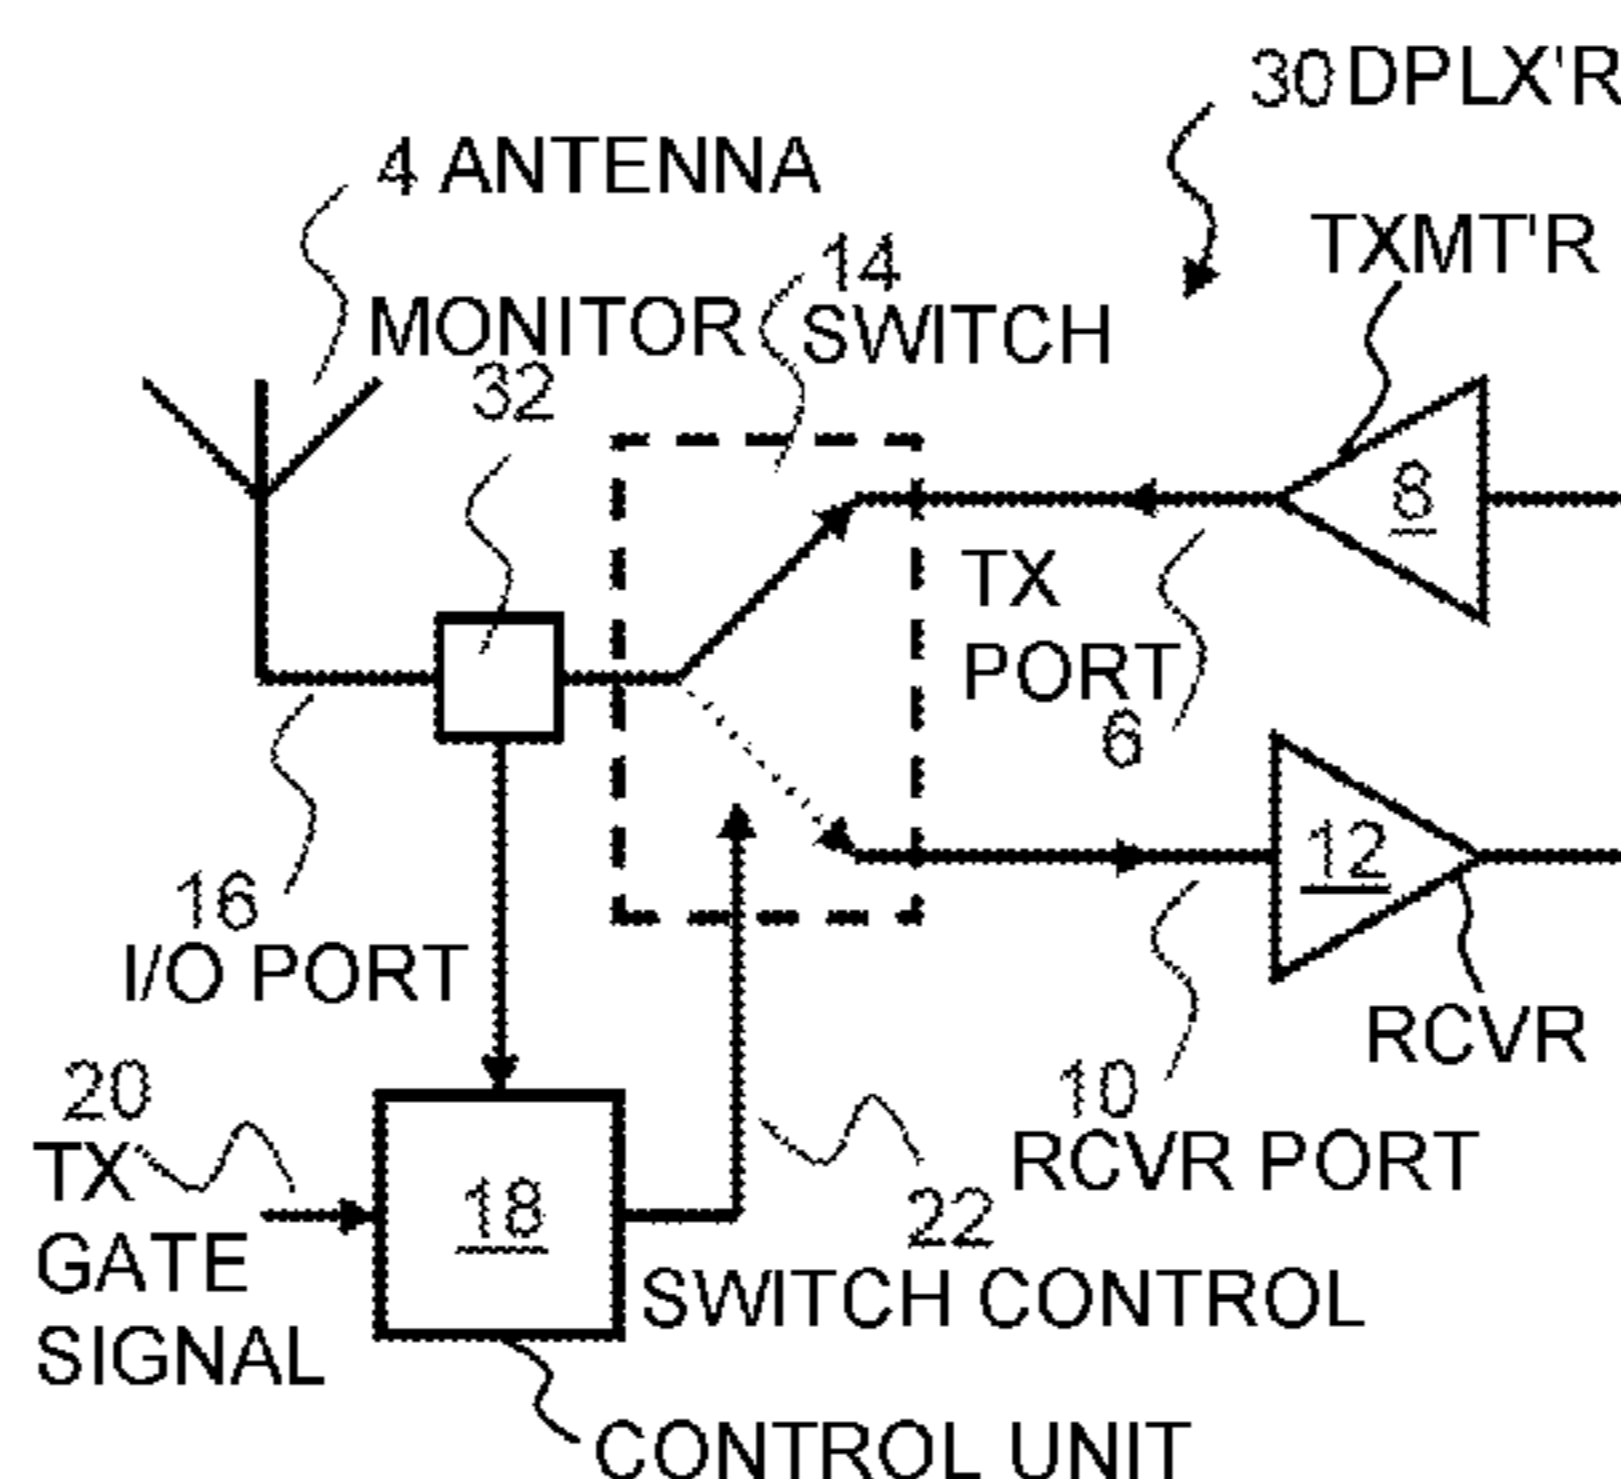 30 DPLX'R
4 ANTENNA
TXMT'R
14
MONITOR
SWITCH
32
8
TX
PORT
6
12
16
I/O PORT
RCVR
20
10
TX
RCVR PORT
18
22
GATE
SWITCH CONTROL
SIGNAL
CONTROL UNIT